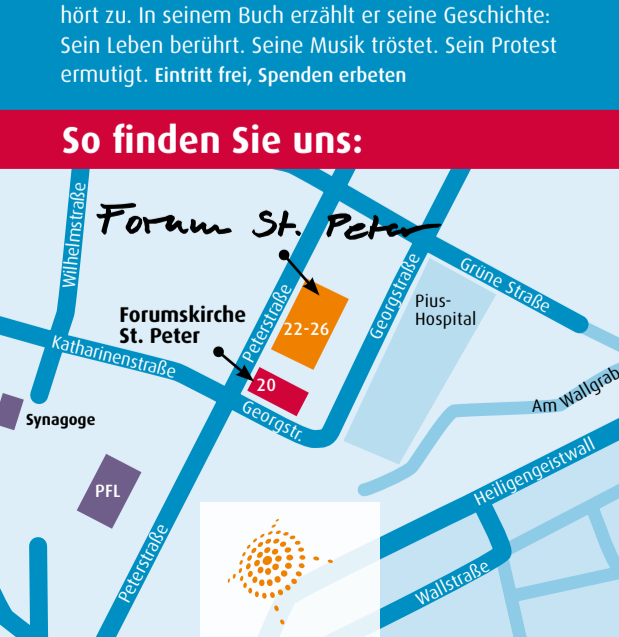 hört zu. In seinem Buch erzählt er seine Geschichte:
Sein Leben berührt. Seine Musik tröstet. Sein Protest
ermutigt. Eintritt frei, Spenden erbeten
So finden Sie uns:
Wilhelmstraße
Forum St. Peter
Grüne Straße
Georgstraße
Pius-
Hospital
Peterstraße
Forumskirche
St. Peter
22-26
Katharinenstraße
20
Georgstr.
Am Wallgrab
Synagoge
PFL
Heiligengeistwall
Peterstraße
Wallstraße